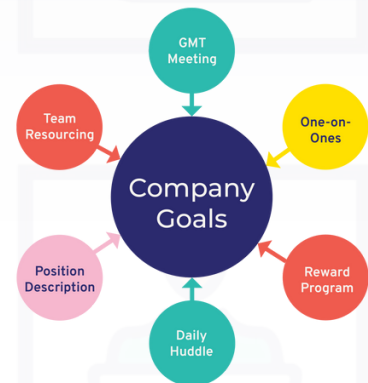 GMT
Meeting
Team
Resourcing
One-on-
Ones
Company
Goals
Position
Description
Reward
Program
Daily
Huddle